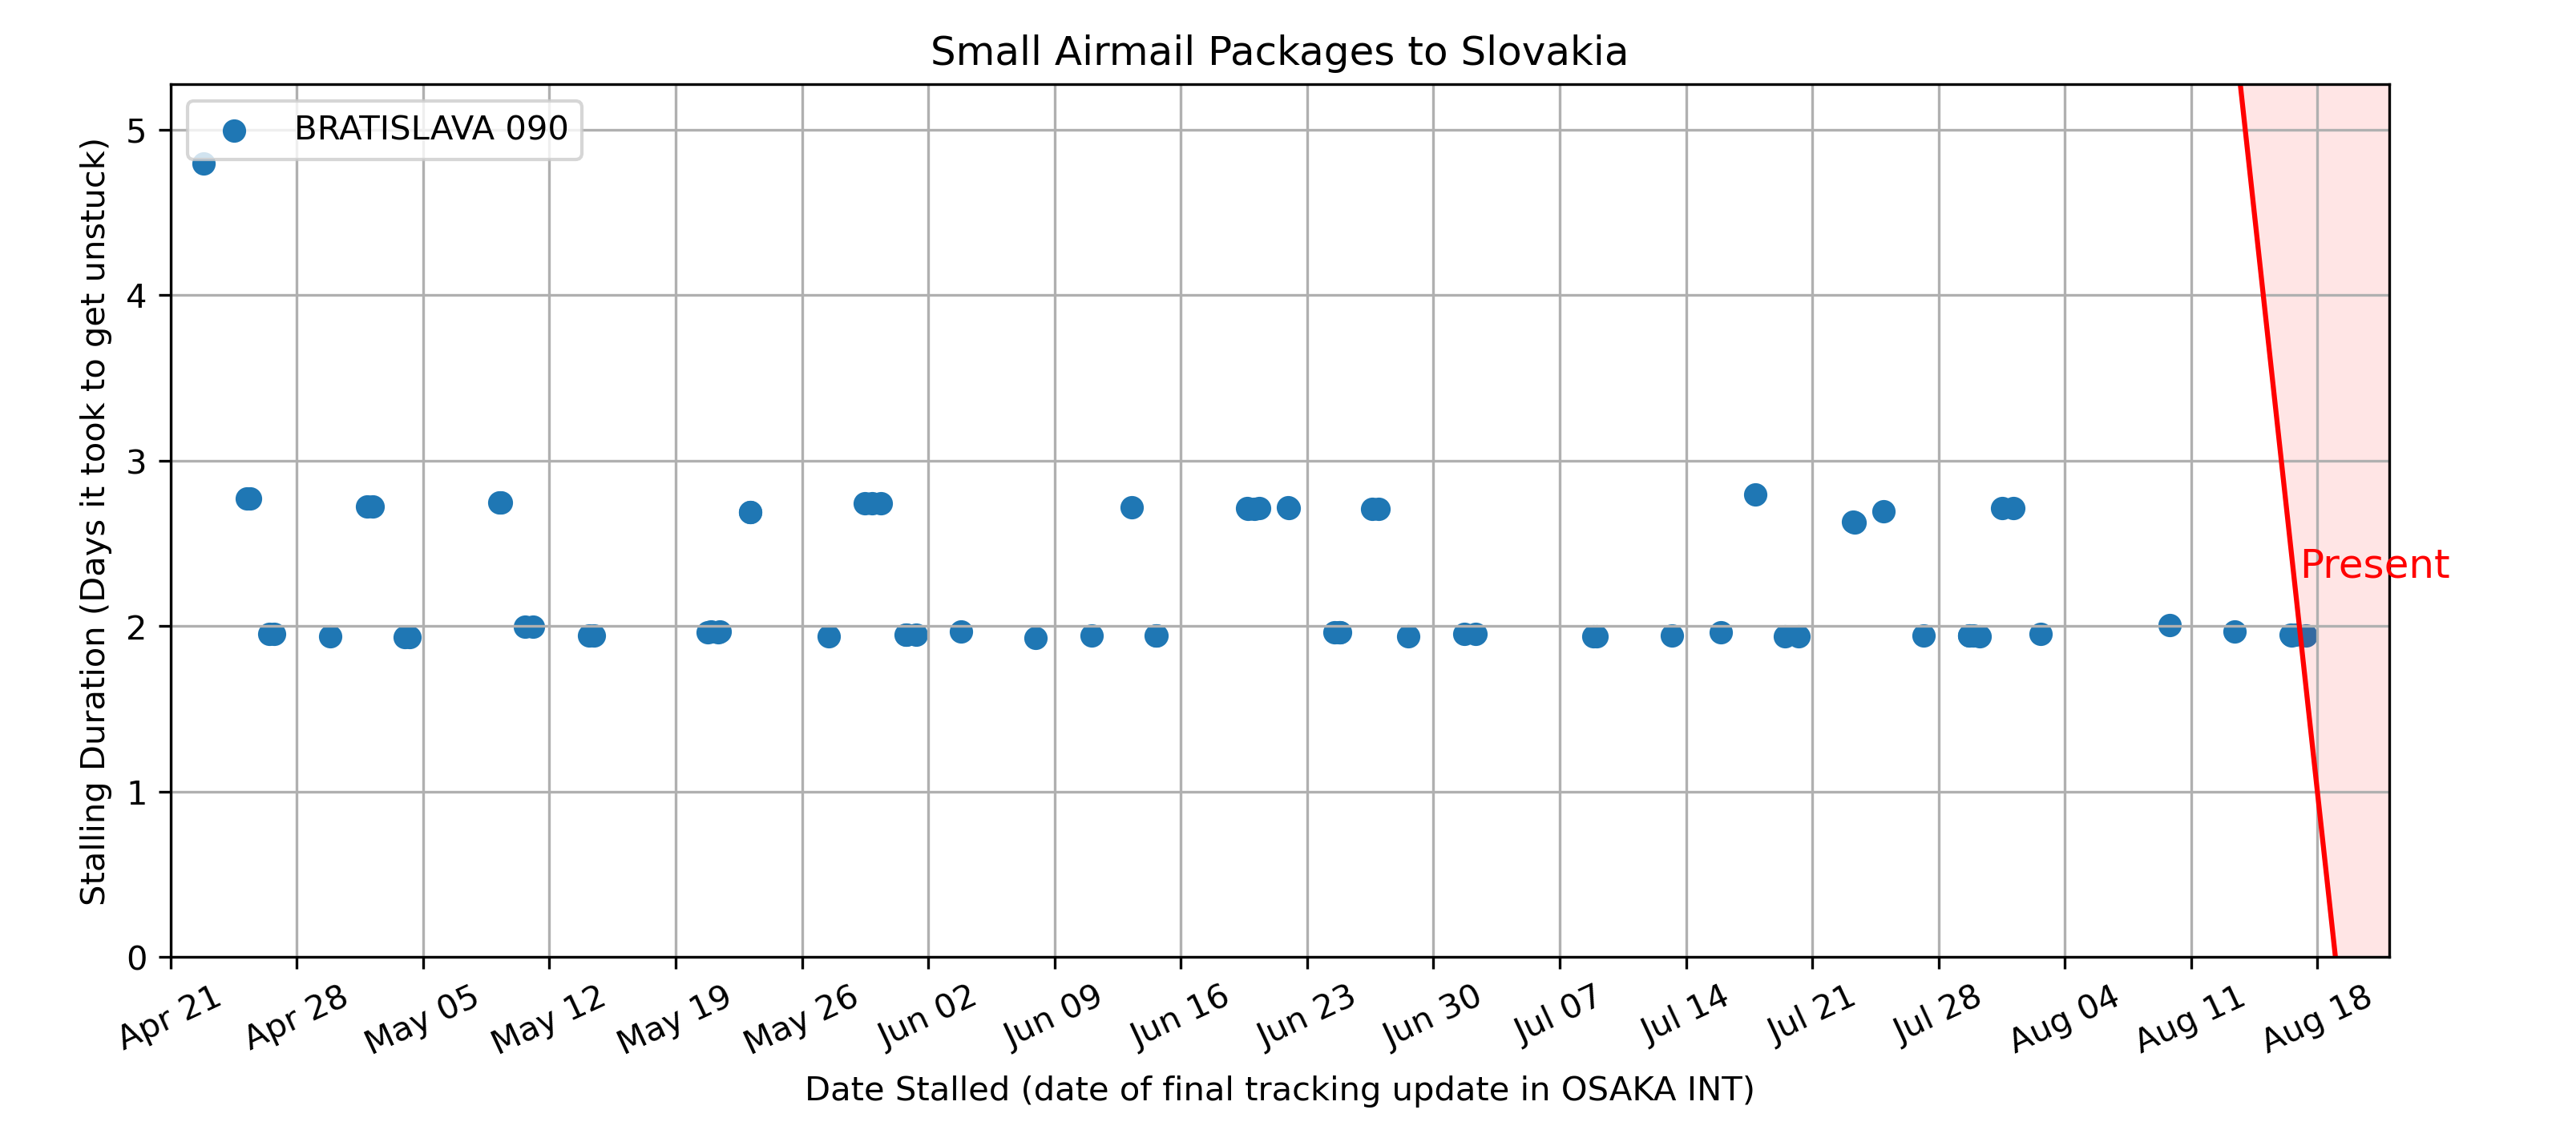 Small Airmail Packages to Slovakia
BRATISLAVA 090
Stalling Duration (Days it took to get unstuck)
5
4
3
2
1
0
Present
Apr 21
Apr 28
May 05
May 12
May 19
May 26
Jun 02
Jun 09
Jun 16
Jun 23
Jun 30
Jul 07
Jul 14
Jul 21
Jul 28
Aug 04
Aug 11
Aug 18
Date Stalled (date of final tracking update in OSAKA INT)